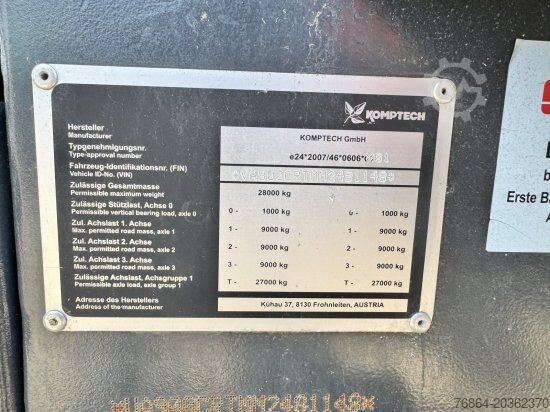 KOMPTECH
Hersteller
Manufacturer
KOMPTECH GmbH
Typgenehmigungsnr.
Type-approval number
e24*2007/46*0606*
Fahrzeug-Identifikationsnr. (FIN)
Vehicle ID-No. (VIN)
Zulässige Gesamtmasse
Permissible maximum weight
28000 kg
Zulässige Stützlast, Achse 0
Permissible vertical bearing load, axle 0
0 - 1000 kg 0 - 1000 kg
Zul. Achslast 1. Achse
Max. permitted road mass, axle 1
1 - 9000 kg 1 - 9000 kg
Zul. Achslast 2. Achse
Max. permitted road mass, axle 2
2 - 9000 kg 2 - 9000 kg
Zul. Achslast 3. Achse
Max. permitted road mass, axle 3
3 - 9000 kg 3 - 9000 kg
Zulässige Achslast, Achsgruppe 1
Permissible axle load, axle group 1
T - 27000 kg T - 27000 kg
Adresse des Herstellers
Address of the manufacturer
Kühau 37, 8130 Frohnleiten, AUSTRIA
Erste Ba
76864-20362370